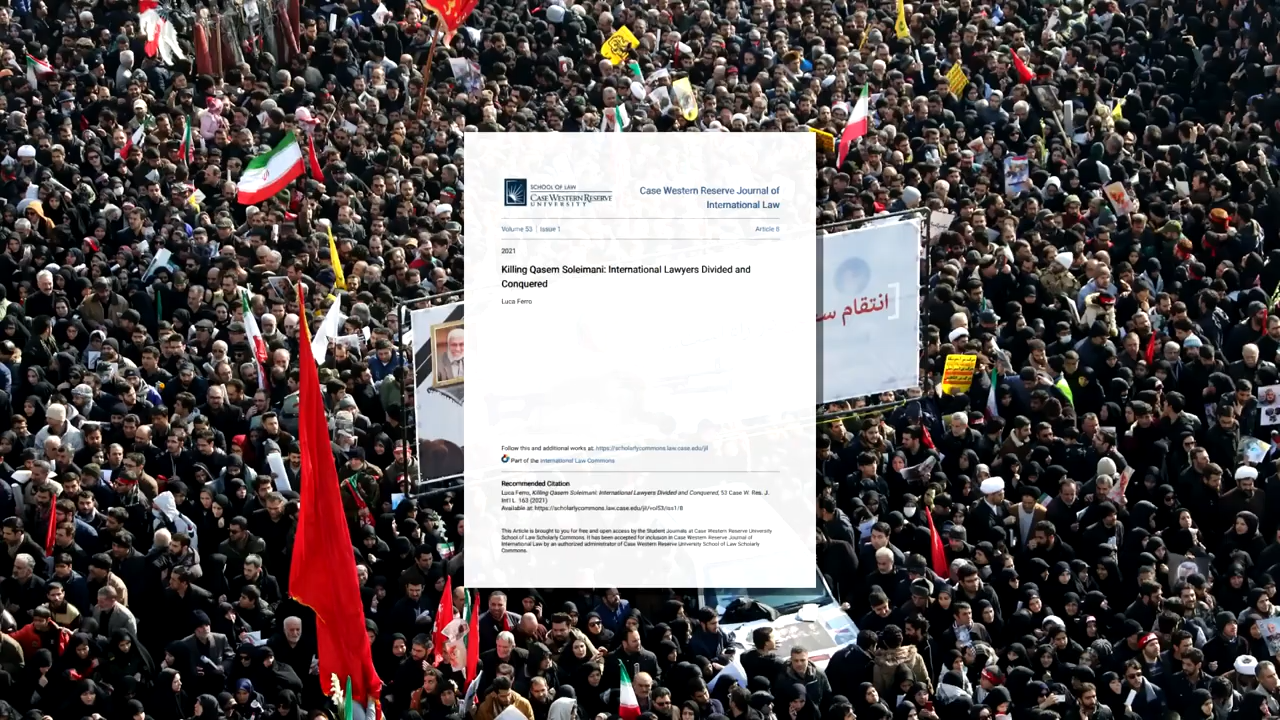 SCHOOL OF LAW
CASE WESTERN RESERVE
UNIVERSITY
Case Western Reserve Journal of
International Law
Volume 53 | Issue 1
Article 8
2021
Killing Qasem Soleimani: International Lawyers Divided and
Conquered
Luca Ferro
Follow this and additional works at: https://scholarlycommons.law.case.edu/jil
Part of the International Law Commons
Recommended Citation
Luca Ferro, Killing Qasem Soleimani: International Lawyers Divided and Conquered, 53 Case W. Res. J.
Int'l L. 163 (2021)
Available at: https://scholarlycommons.law.case.edu/jil/vol53/iss1/8
This Article is brought to you for free and open access by the Student Journals at Case Western Reserve University
School of Law Scholarly Commons. It has been accepted for inclusion in Case Western Reserve Journal of
International Law by an authorized administrator of Case Western Reserve University School of Law Scholarly
Commons.
انتقام